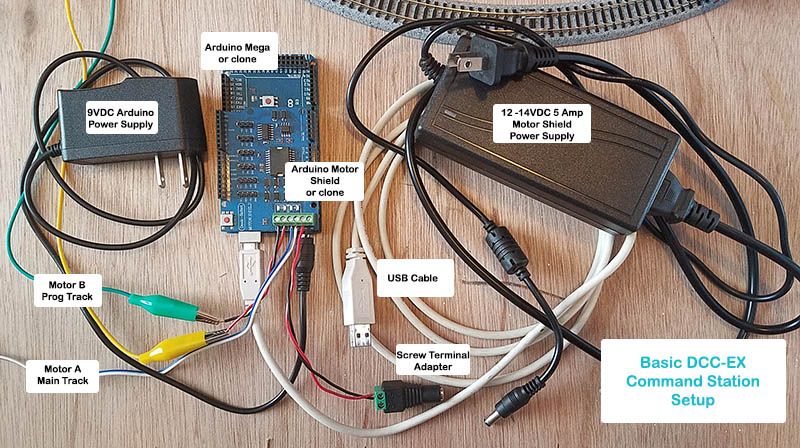 Arduino Mega
or clone
9VDC Arduino
Power Supply
12 -14VDC 5 Amp
Motor Shield
Power Supply
Arduino Motor
Shield
or clone
USB Cable
Motor B
Prog Track
Motor A
Main Track
Screw Terminal
Adapter
Basic DCC-EX
Command Station
Setup